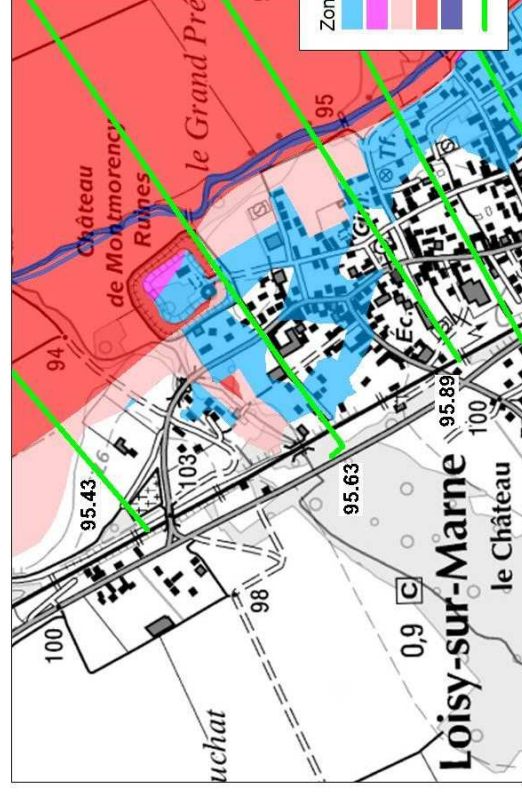 Zon
le Grand Pré
95
Château
de Montmorency
Ruines
Tf.
94
Éc.
95.43
103
95.89
100
95.63
Loisy-sur-Marne
le Château
98
C
0,9
100
uchat